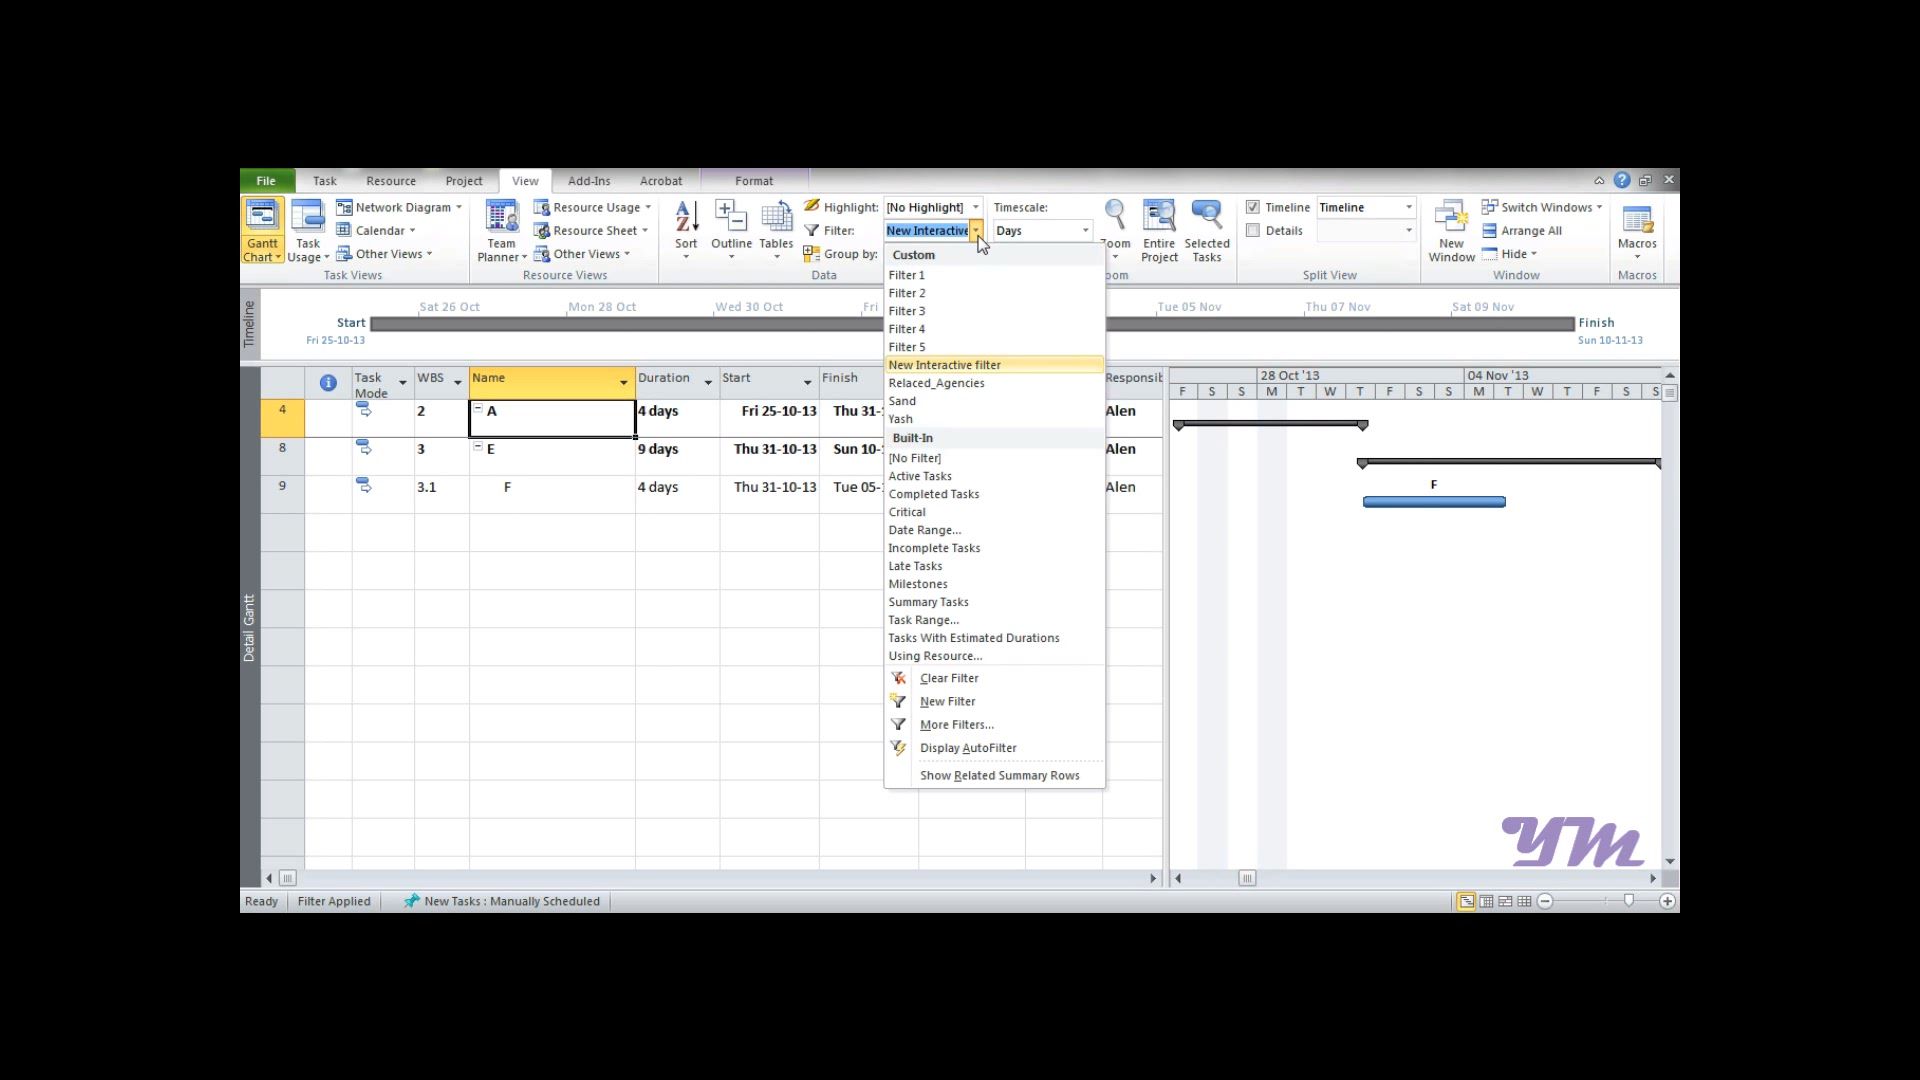 File Task Resource Project View Add-Ins Acrobat Format
Network Diagram Resource Usage Highlight: [No Highlight] Timescale: Timeline Timeline Switch Windows
Calendar Resource Sheet Filter: New Interactive Days Details Arrange All
Gantt Chart Task Usage Other Views Team Planner Other Views Sort Outline Tables Group by: Entire Project Selected Tasks New Window Hide Macros
Task Views Resource Views Data Split View Window Macros
Custom
Filter 1
Filter 2
Filter 3
Filter 4
Filter 5
New Interactive filter
Relaced_Agencies
Sand
Yash
Built-In
[No Filter]
Active Tasks
Completed Tasks
Critical
Date Range...
Incomplete Tasks
Late Tasks
Milestones
Summary Tasks
Task Range...
Tasks With Estimated Durations
Using Resource...
Clear Filter
New Filter
More Filters...
Display AutoFilter
Show Related Summary Rows
Timeline
Sat 26 Oct Mon 28 Oct Wed 30 Oct Fri Tue 05 Nov Thu 07 Nov Sat 09 Nov
Start Finish
Fri 25-10-13 Sun 10-11-13
Detail Gantt
Task Mode WBS Name Duration Start Finish Responsib 28 Oct '13 04 Nov '13
F S S M T W T F S S M T W T F S S
4 2 A 4 days Fri 25-10-13 Thu 31- Alen
8 3 E 9 days Thu 31-10-13 Sun 10- Alen
9 3.1 F 4 days Thu 31-10-13 Tue 05- Alen
F
YM
Ready Filter Applied New Tasks : Manually Scheduled